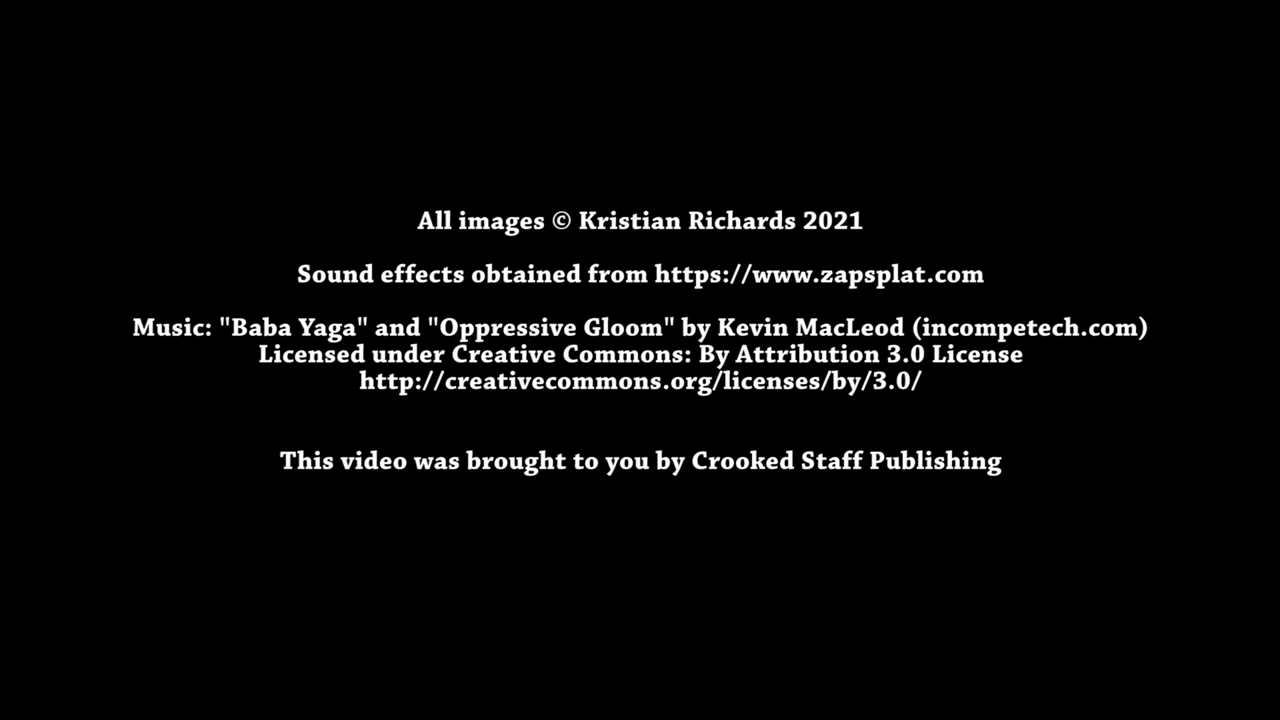 All images © Kristian Richards 2021
Sound effects obtained from https://www.zapsplat.com
Music: "Baba Yaga" and "Oppressive Gloom" by Kevin MacLeod (incompetech.com)
Licensed under Creative Commons: By Attribution 3.0 License
http://creativecommons.org/licenses/by/3.0/
This video was brought to you by Crooked Staff Publishing